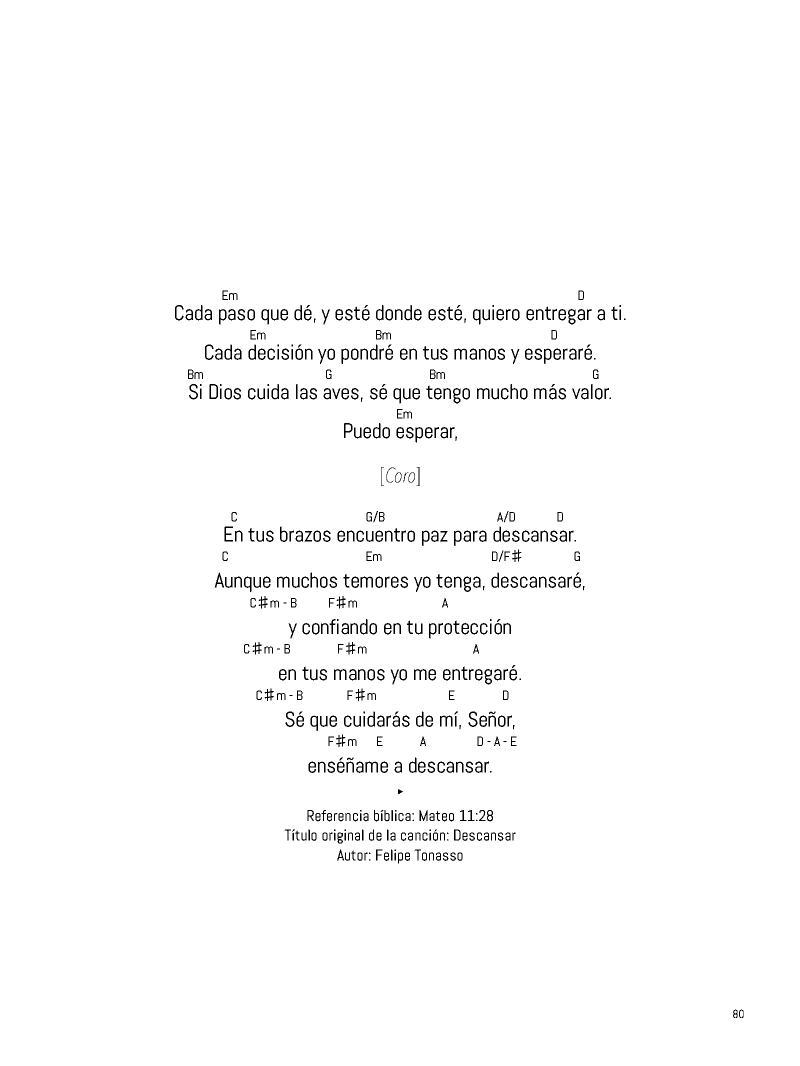 Em D
Cada paso que dé, y esté donde esté, quiero entregar a ti.
Em Bm D
Cada decisión yo pondré en tus manos y esperaré.
Bm G Bm G
Si Dios cuida las aves, sé que tengo mucho más valor.
Em
Puedo esperar,
[Coro]
C G/B A/D D
En tus brazos encuentro paz para descansar.
C Em D/F♯ G
Aunque muchos temores yo tenga, descansaré,
C♯m - B F♯m A
y confiando en tu protección
C♯m - B F♯m A
en tus manos yo me entregaré.
C♯m - B F♯m E D
Sé que cuidarás de mí, Señor,
F♯m E A D - A - E
enséñame a descansar.
Referencia bíblica: Mateo 11:28
Título original de la canción: Descansar
Autor: Felipe Tonasso
80